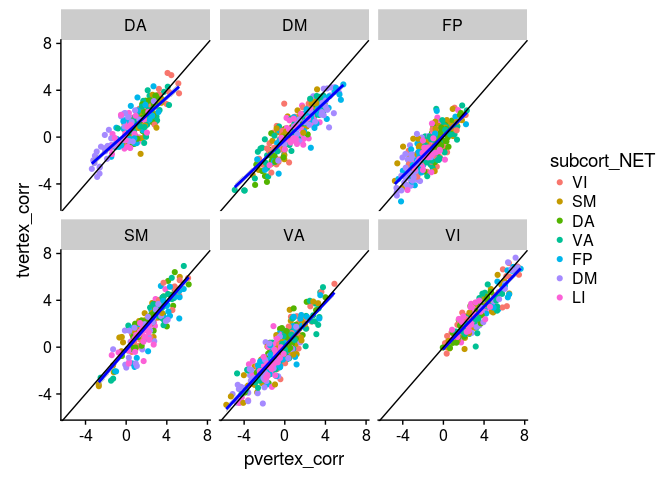 DA DM FP
8
4
0
-4
SM VA VI
8
4
0
-4
-4 0 4 8 -4 0 4 8 -4 0 4 8
pvertex_corr
tvertex_corr
subcort_NET
VI
SM
DA
VA
FP
DM
LI